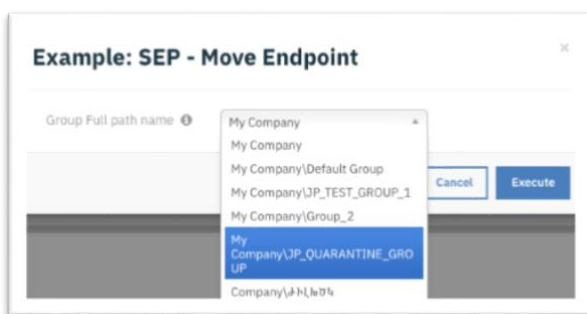 Example: SEP - Move Endpoint
×
Group Full path name
My Company
My Company
My Company\Default Group
My Company\JP_TEST_GROUP_1
My Company\Group_2
My
Company\JP_QUARANTINE_GRO
UP
Cancel
Execute